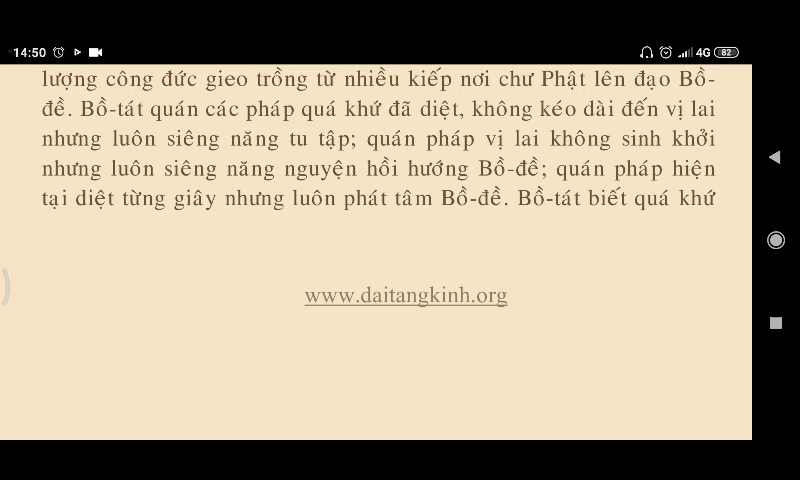 14:50 4G 82
lượng công đức gieo trồng từ nhiều kiếp nơi chư Phật lên đạo Bồ-
đề. Bồ-tát quán các pháp quá khứ đã diệt, không kéo dài đến vị lai
nhưng luôn siêng năng tu tập; quán pháp vị lai không sinh khởi
nhưng luôn siêng năng nguyện hồi hướng Bồ-đề; quán pháp hiện
tại diệt từng giây nhưng luôn phát tâm Bồ-đề. Bồ-tát biết quá khứ
www.daitangkinh.org